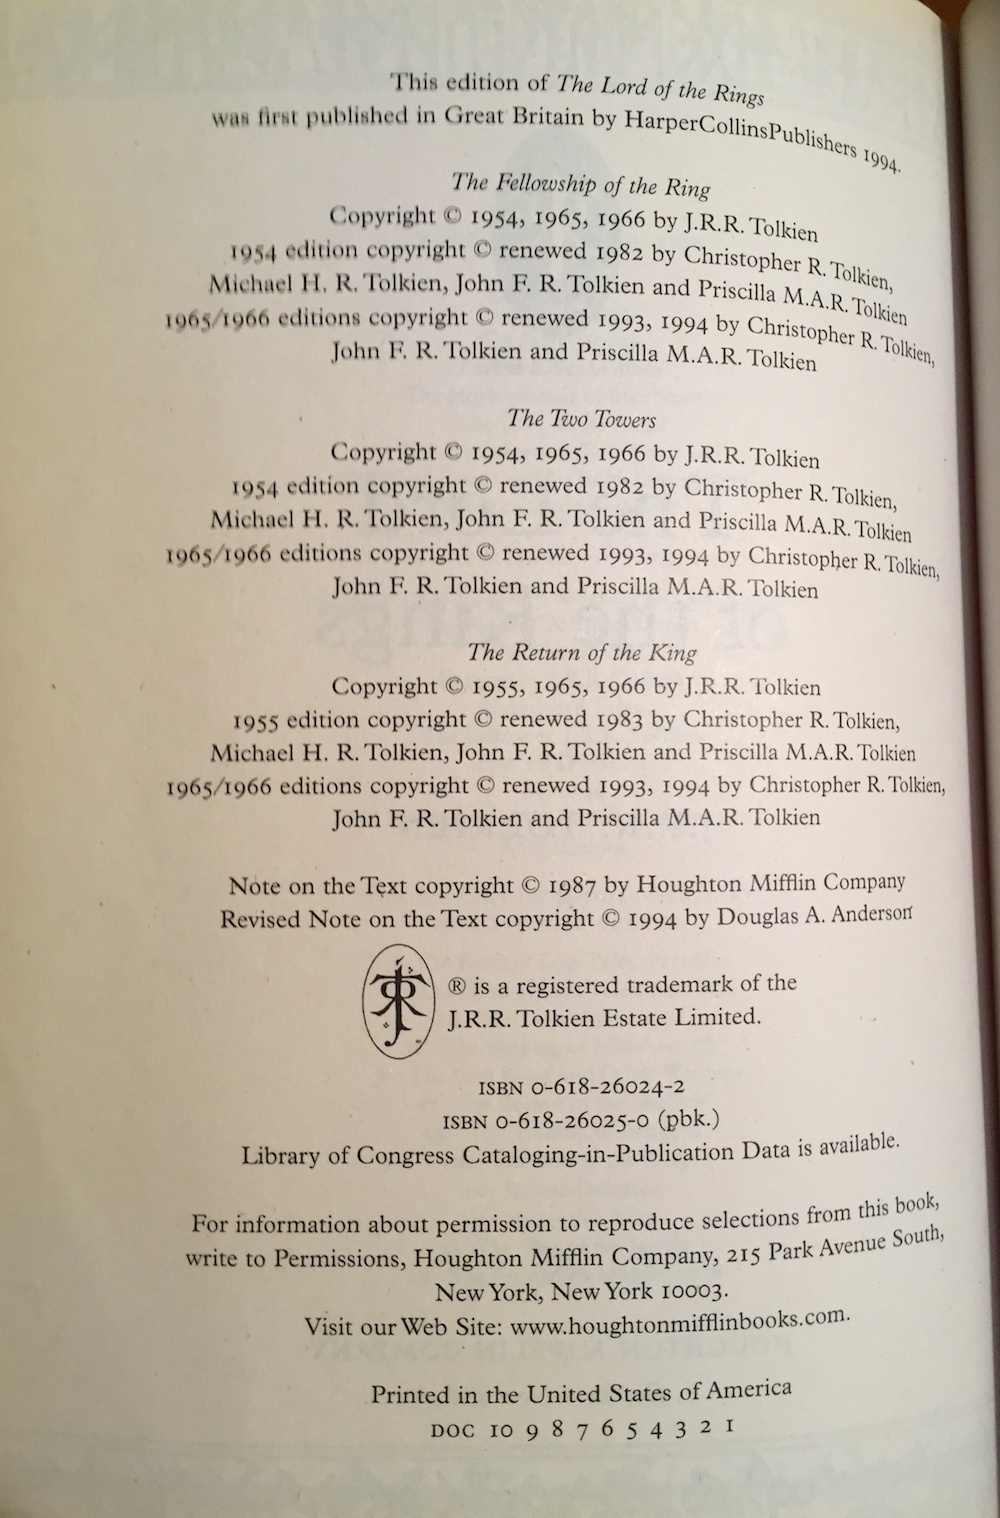 This edition of The Lord of the Rings
was first published in Great Britain by HarperCollinsPublishers 1994.
The Fellowship of the Ring
Copyright © 1954, 1965, 1966 by J.R.R. Tolkien
1954 edition copyright © renewed 1982 by Christopher R. Tolkien,
Michael H. R. Tolkien, John F. R. Tolkien and Priscilla M.A.R. Tolkien
1965/1966 editions copyright © renewed 1993, 1994 by Christopher R. Tolkien,
John F. R. Tolkien and Priscilla M.A.R. Tolkien
The Two Towers
Copyright © 1954, 1965, 1966 by J.R.R. Tolkien
1954 edition copyright © renewed 1982 by Christopher R. Tolkien,
Michael H. R. Tolkien, John F. R. Tolkien and Priscilla M.A.R. Tolkien
1965/1966 editions copyright © renewed 1993, 1994 by Christopher R. Tolkien,
John F. R. Tolkien and Priscilla M.A.R. Tolkien
The Return of the King
Copyright © 1955, 1965, 1966 by J.R.R. Tolkien
1955 edition copyright © renewed 1983 by Christopher R. Tolkien,
Michael H. R. Tolkien, John F. R. Tolkien and Priscilla M.A.R. Tolkien
1965/1966 editions copyright © renewed 1993, 1994 by Christopher R. Tolkien,
John F. R. Tolkien and Priscilla M.A.R. Tolkien
Note on the Text copyright © 1987 by Houghton Mifflin Company
Revised Note on the Text copyright © 1994 by Douglas A. Anderson
® is a registered trademark of the
J.R.R. Tolkien Estate Limited.
ISBN 0-618-26024-2
ISBN 0-618-26025-0 (pbk.)
Library of Congress Cataloging-in-Publication Data is available.
For information about permission to reproduce selections from this book,
write to Permissions, Houghton Mifflin Company, 215 Park Avenue South,
New York, New York 10003.
Visit our Web Site: www.houghtonmifflinbooks.com.
Printed in the United States of America
DOC 10 9 8 7 6 5 4 3 2 1